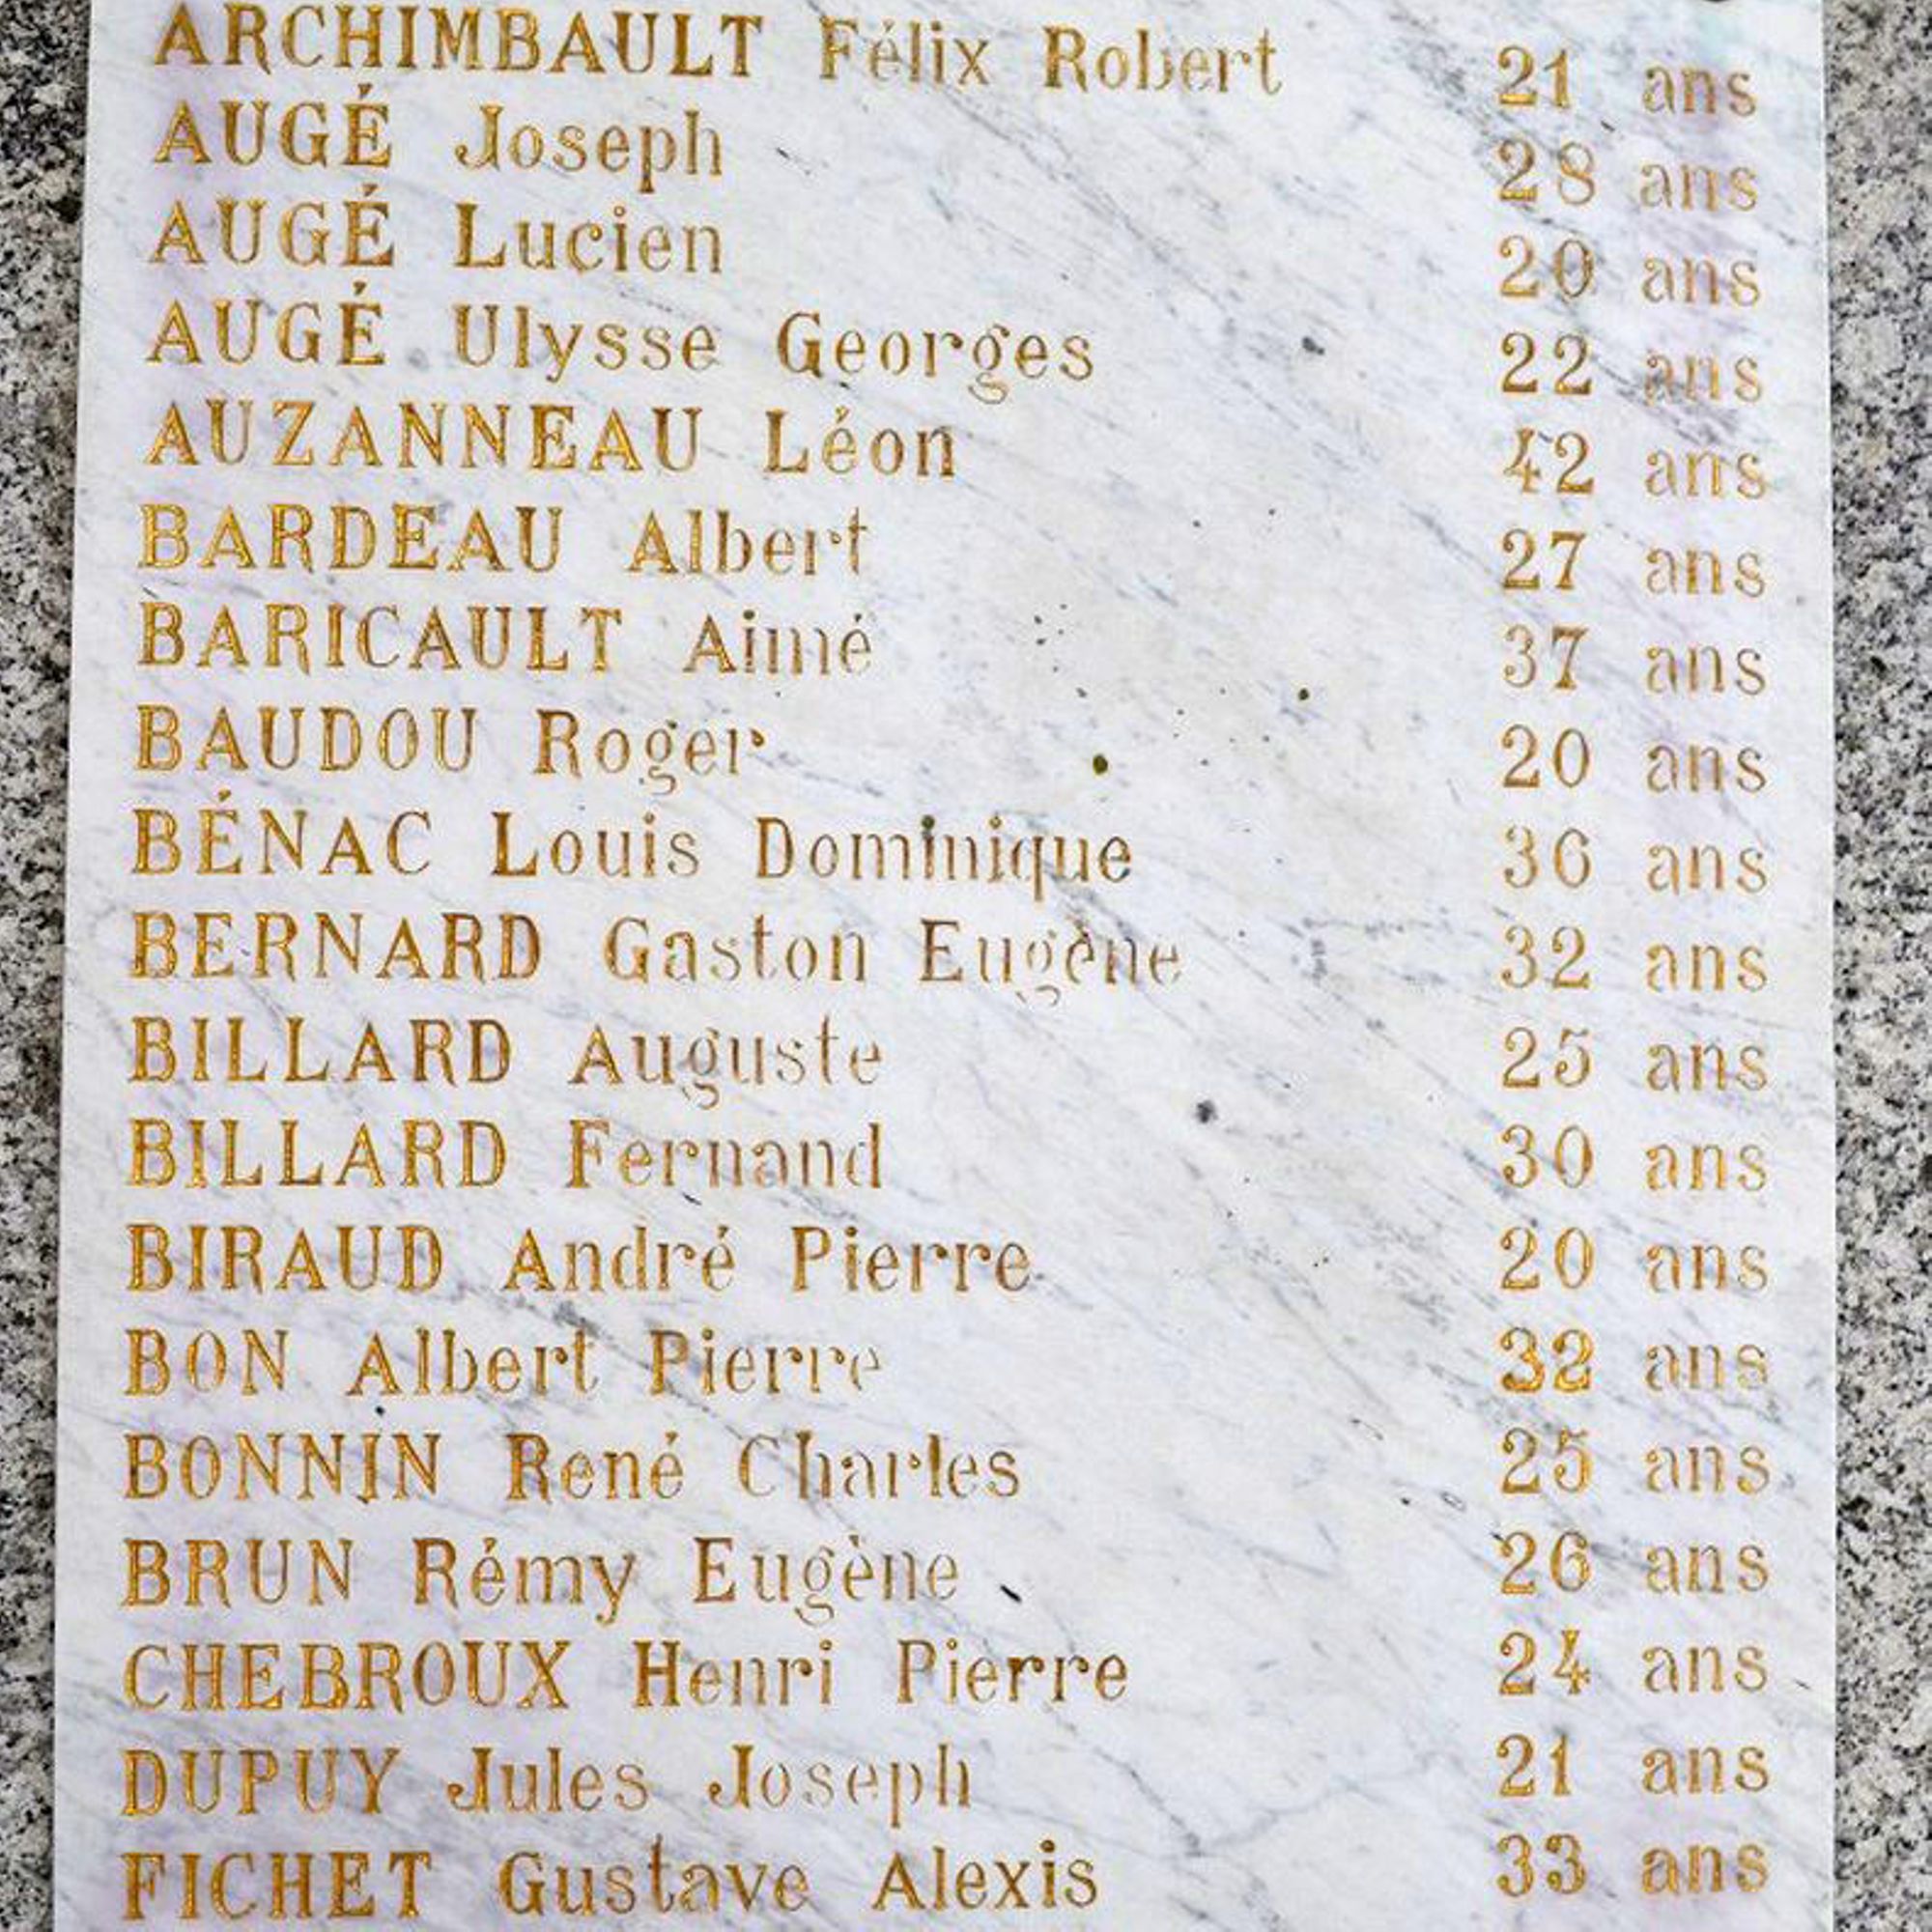 ARCHIMBAULT Félix Robert 21 ans
AUGÉ Joseph 28 ans
AUGÉ Lucien 20 ans
AUGÉ Ulysse Georges 22 ans
AUZANNEAU Léon 42 ans
BARDEAU Albert 27 ans
BARICAULT Aimé 37 ans
BAUDOU Roger 20 ans
BÉNAC Louis Dominique 36 ans
BERNARD Gaston Eugène 32 ans
BILLARD Auguste 25 ans
BILLARD Fernand 30 ans
BIRAUD André Pierre 20 ans
BON Albert Pierre 32 ans
BONNIN René Charles 25 ans
BRUN Rémy Eugène 26 ans
CHEBROUX Henri Pierre 24 ans
DUPUY Jules Joseph 21 ans
FICHET Gustave Alexis 33 ans